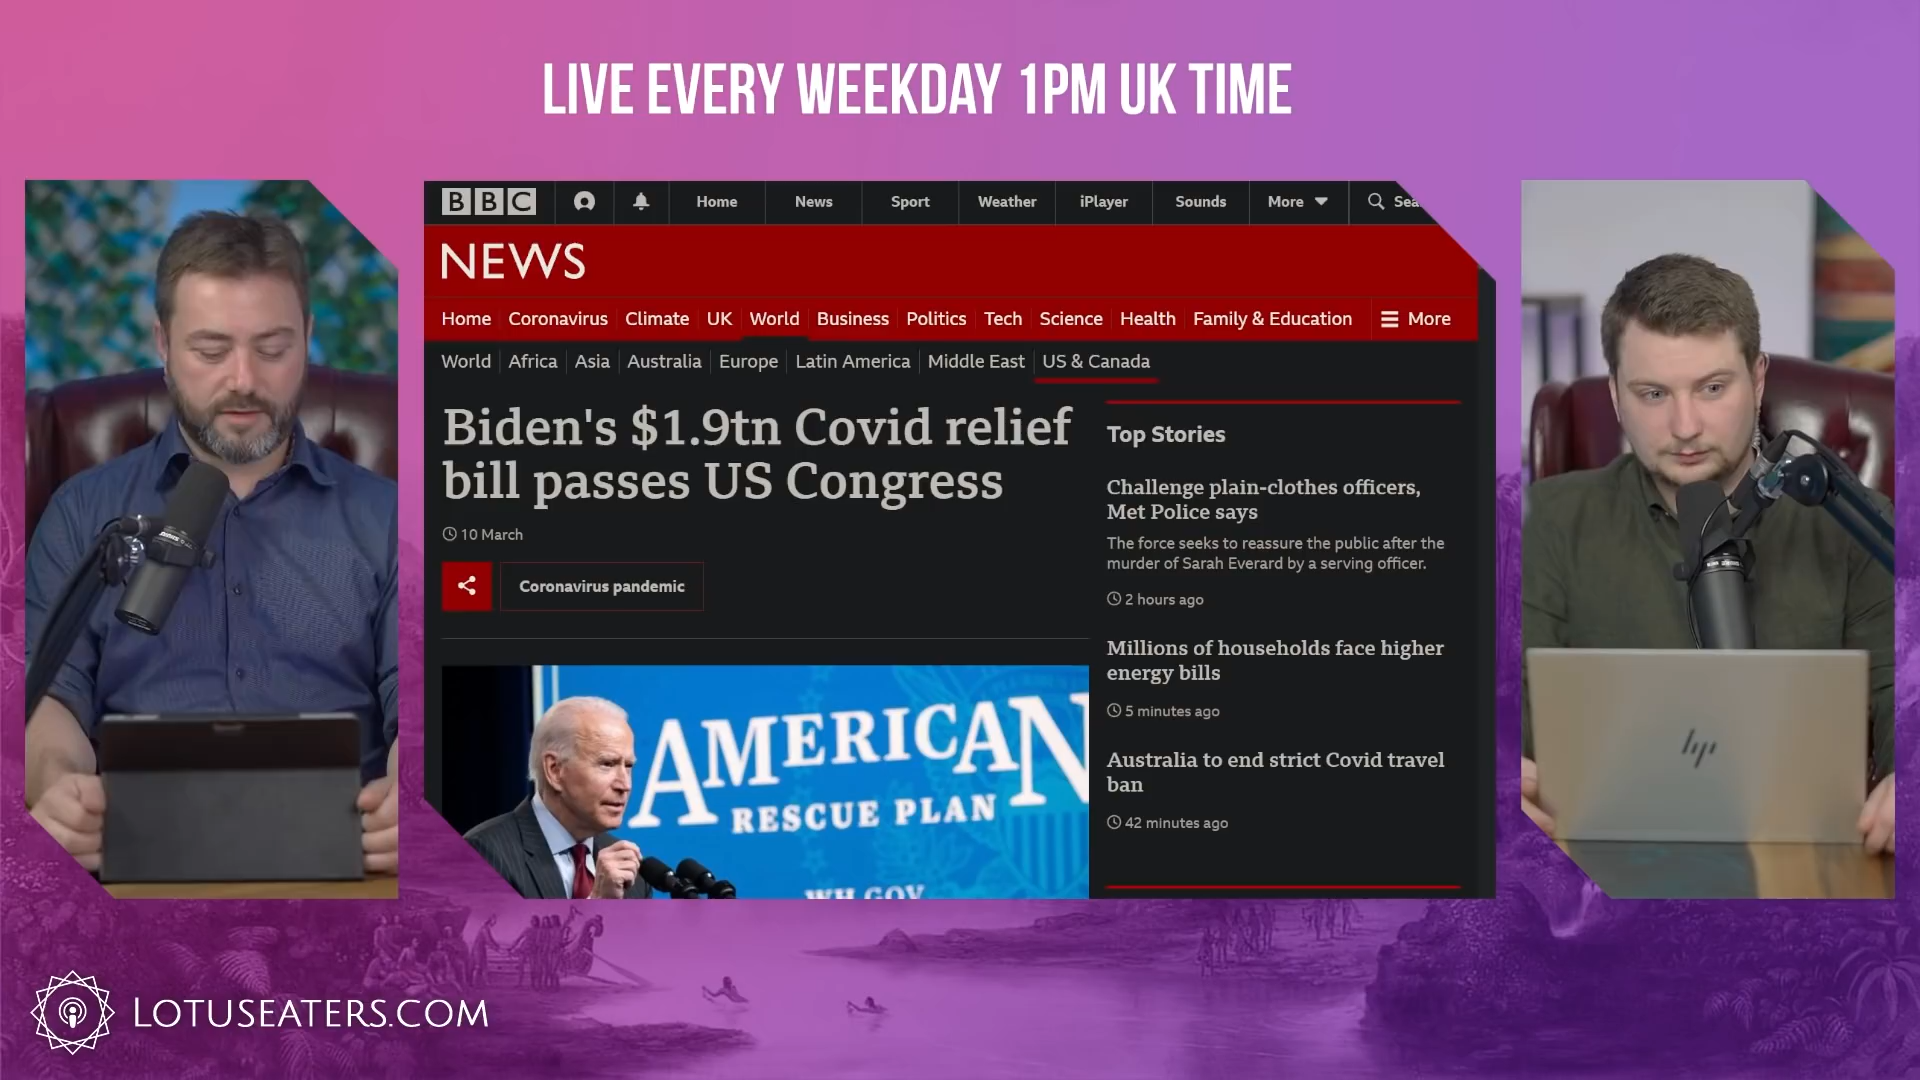 LIVE EVERY WEEKDAY 1PM UK TIME
BBC
Home
News
Sport
Weather
iPlayer
Sounds
More
Sea
NEWS
Home
Coronavirus
Climate
UK
World
Business
Politics
Tech
Science
Health
Family & Education
More
World
Africa
Asia
Australia
Europe
Latin America
Middle East
US & Canada
Biden's $1.9tn Covid relief
bill passes US Congress
10 March
Coronavirus pandemic
AMERICAN
RESCUE PLAN
WH.GOV
Top Stories
Challenge plain-clothes officers,
Met Police says
The force seeks to reassure the public after the
murder of Sarah Everard by a serving officer.
2 hours ago
Millions of households face higher
energy bills
5 minutes ago
Australia to end strict Covid travel
ban
42 minutes ago
hp
LOTUSEATERS.COM